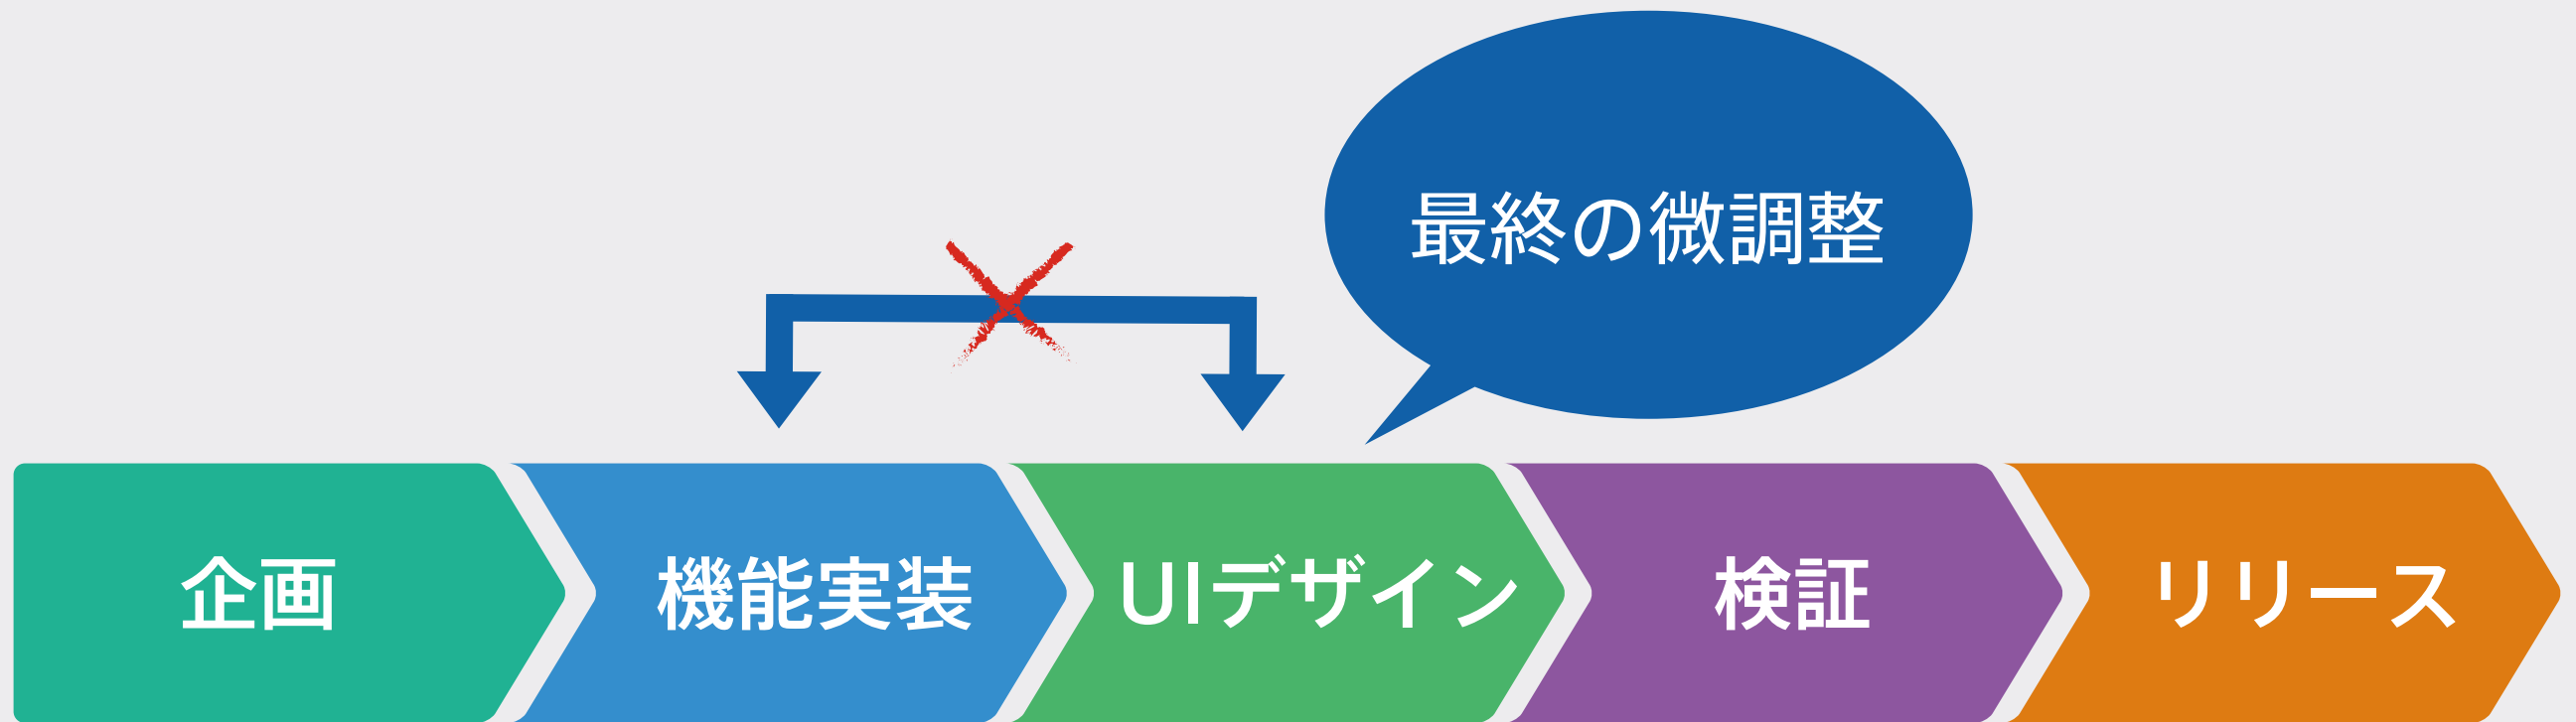 最終の微調整
企画
機能実装
UIデザイン
検証
リリース